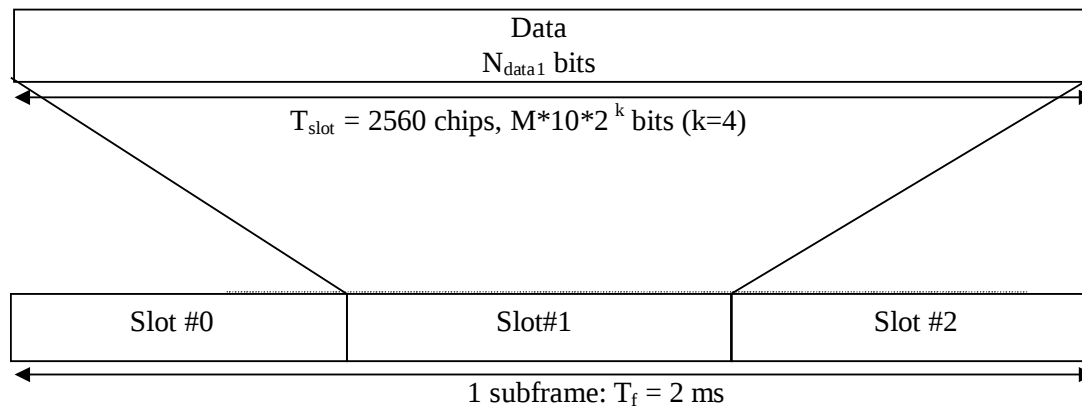 Data
N_data1 bits
T_slot = 2560 chips, M*10*2^k bits (k=4)
Slot #0 Slot#1 Slot #2
1 subframe: T_f = 2 ms